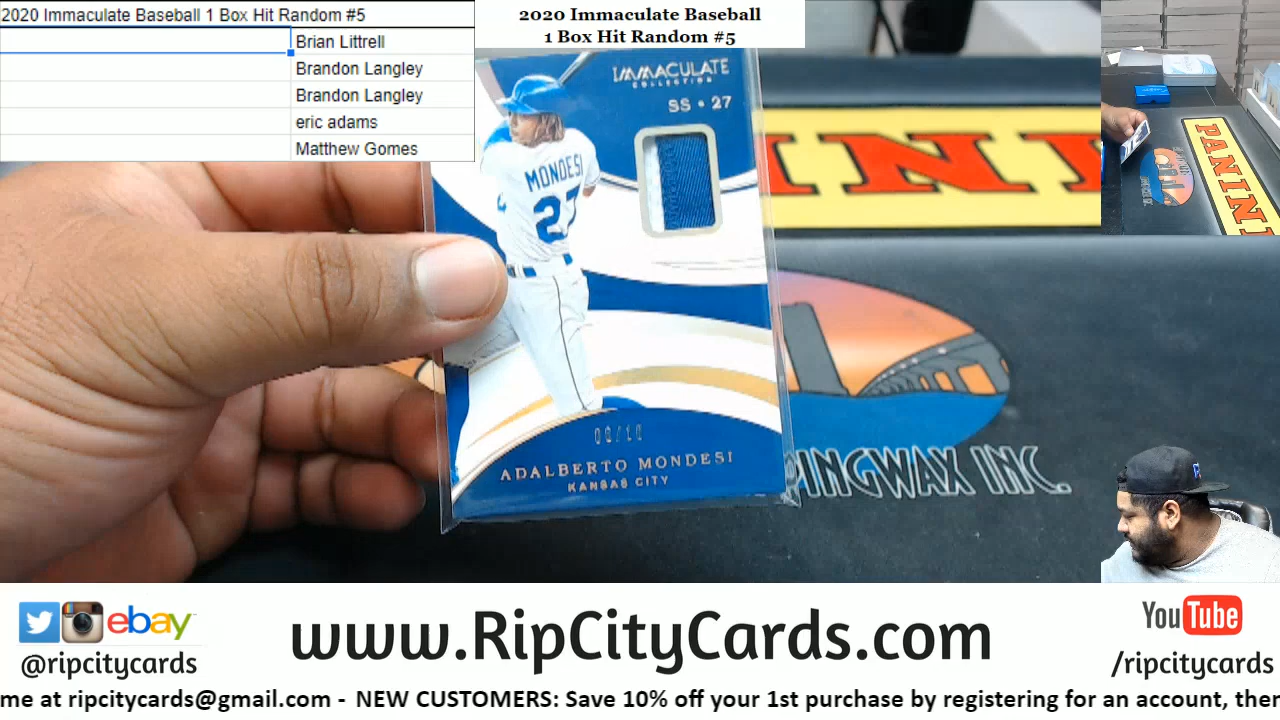 2020 Immaculate Baseball 1 Box Hit Random #5
Brian Littrell
Brandon Langley
Brandon Langley
eric adams
Matthew Gomes
2020 Immaculate Baseball
1 Box Hit Random #5
IMMACULATE
COLLECTION
SS • 27
MONDESI
27
ADALBERTO MONDESI
KANSAS CITY
PINGWAX INC.
PANINI
ebay
@ripcitycards
www.RipCityCards.com
YouTube
/ripcitycards
me at ripcitycards@gmail.com - NEW CUSTOMERS: Save 10% off your 1st purchase by registering for an account, then